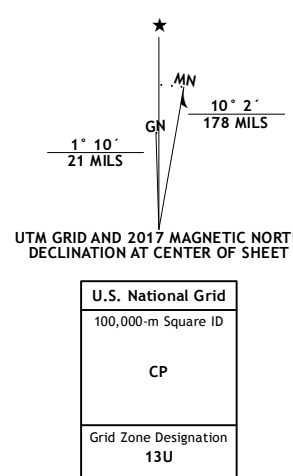 ★
MN
GN
10° 2´
178 MILS
1° 10´
21 MILS
UTM GRID AND 2017 MAGNETIC NORT
DECLINATION AT CENTER OF SHEET
U.S. National Grid
100,000-m Square ID
CP
Grid Zone Designation
13U